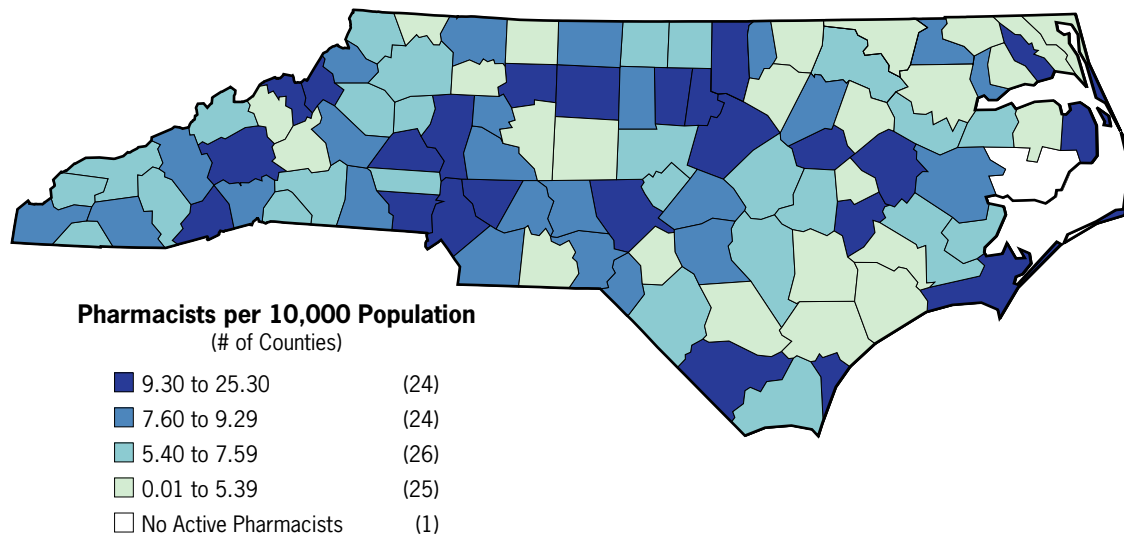 Pharmacists per 10,000 Population
(# of Counties)
9.30 to 25.30 (24)
7.60 to 9.29 (24)
5.40 to 7.59 (26)
0.01 to 5.39 (25)
No Active Pharmacists (1)